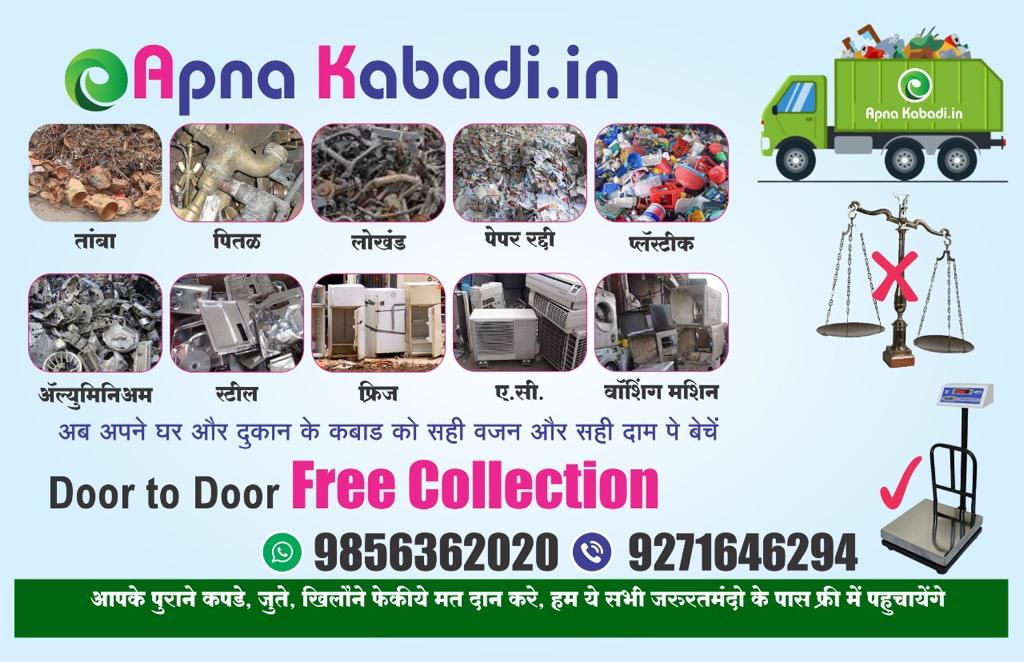 Apna Kabadi.in
Apna Kabadi.in
तांबा
पितळ
लोखंड
पेपर रद्दी
प्लॅस्टीक
ॲल्युमिनिअम
स्टील
फ्रिज
ए.सी.
वॉशिंग मशिन
अब अपने घर और दुकान के कबाड को सही वजन और सही दाम पे बेचें
Door to Door Free Collection
9856362020 9271646294
आपके पुराने कपडे, जुते, खिलौने फेकीये मत दान करे, हम ये सभी जरुरतमंदो के पास फ्री में पहुचायेंगे